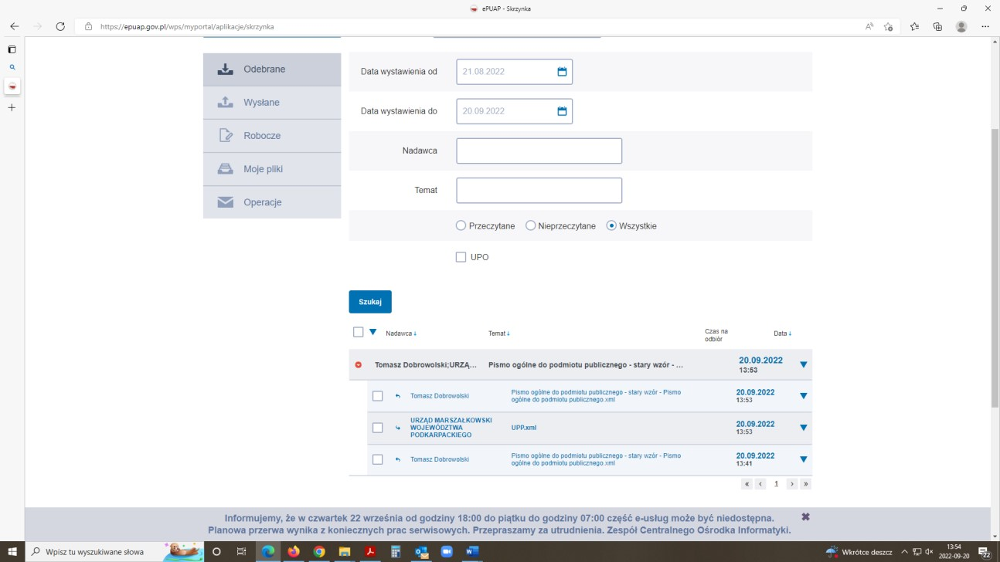 ePUAP - Skrzynka
https://epuap.gov.pl/wps/myportal/aplikacje/skrzynka
Odebrane
Wysłane
Robocze
Moje pliki
Operacje
Data wystawienia od
21.08.2022
Data wystawienia do
20.09.2022
Nadawca
Temat
Przeczytane
Nieprzeczytane
Wszystkie
UPO
Szukaj
Nadawca↓
Temat↓
Czas na
odbiór
Data↓
Tomasz Dobrowolski;URZĄ...
Pismo ogólne do podmiotu publicznego - stary wzór - ...
20.09.2022
13:53
Tomasz Dobrowolski
Pismo ogólne do podmiotu publicznego - stary wzór - Pismo
ogólne do podmiotu publicznego.xml
20.09.2022
13:53
URZĄD MARSZAŁKOWSKI
WOJEWÓDZTWA
PODKARPACKIEGO
UPP.xml
20.09.2022
13:53
Tomasz Dobrowolski
Pismo ogólne do podmiotu publicznego - stary wzór - Pismo
ogólne do podmiotu publicznego.xml
20.09.2022
13:41
« ‹ 1 › »
Informujemy, że w czwartek 22 września od godziny 18:00 do piątku do godziny 07:00 część e-usług może być niedostępna.
Planowa przerwa wynika z koniecznych prac serwisowych. Przepraszamy za utrudnienia. Zespół Centralnego Ośrodka Informatyki.
Wpisz tu wyszukiwane słowa
Wkrótce deszcz
13:54
2022-09-20
22